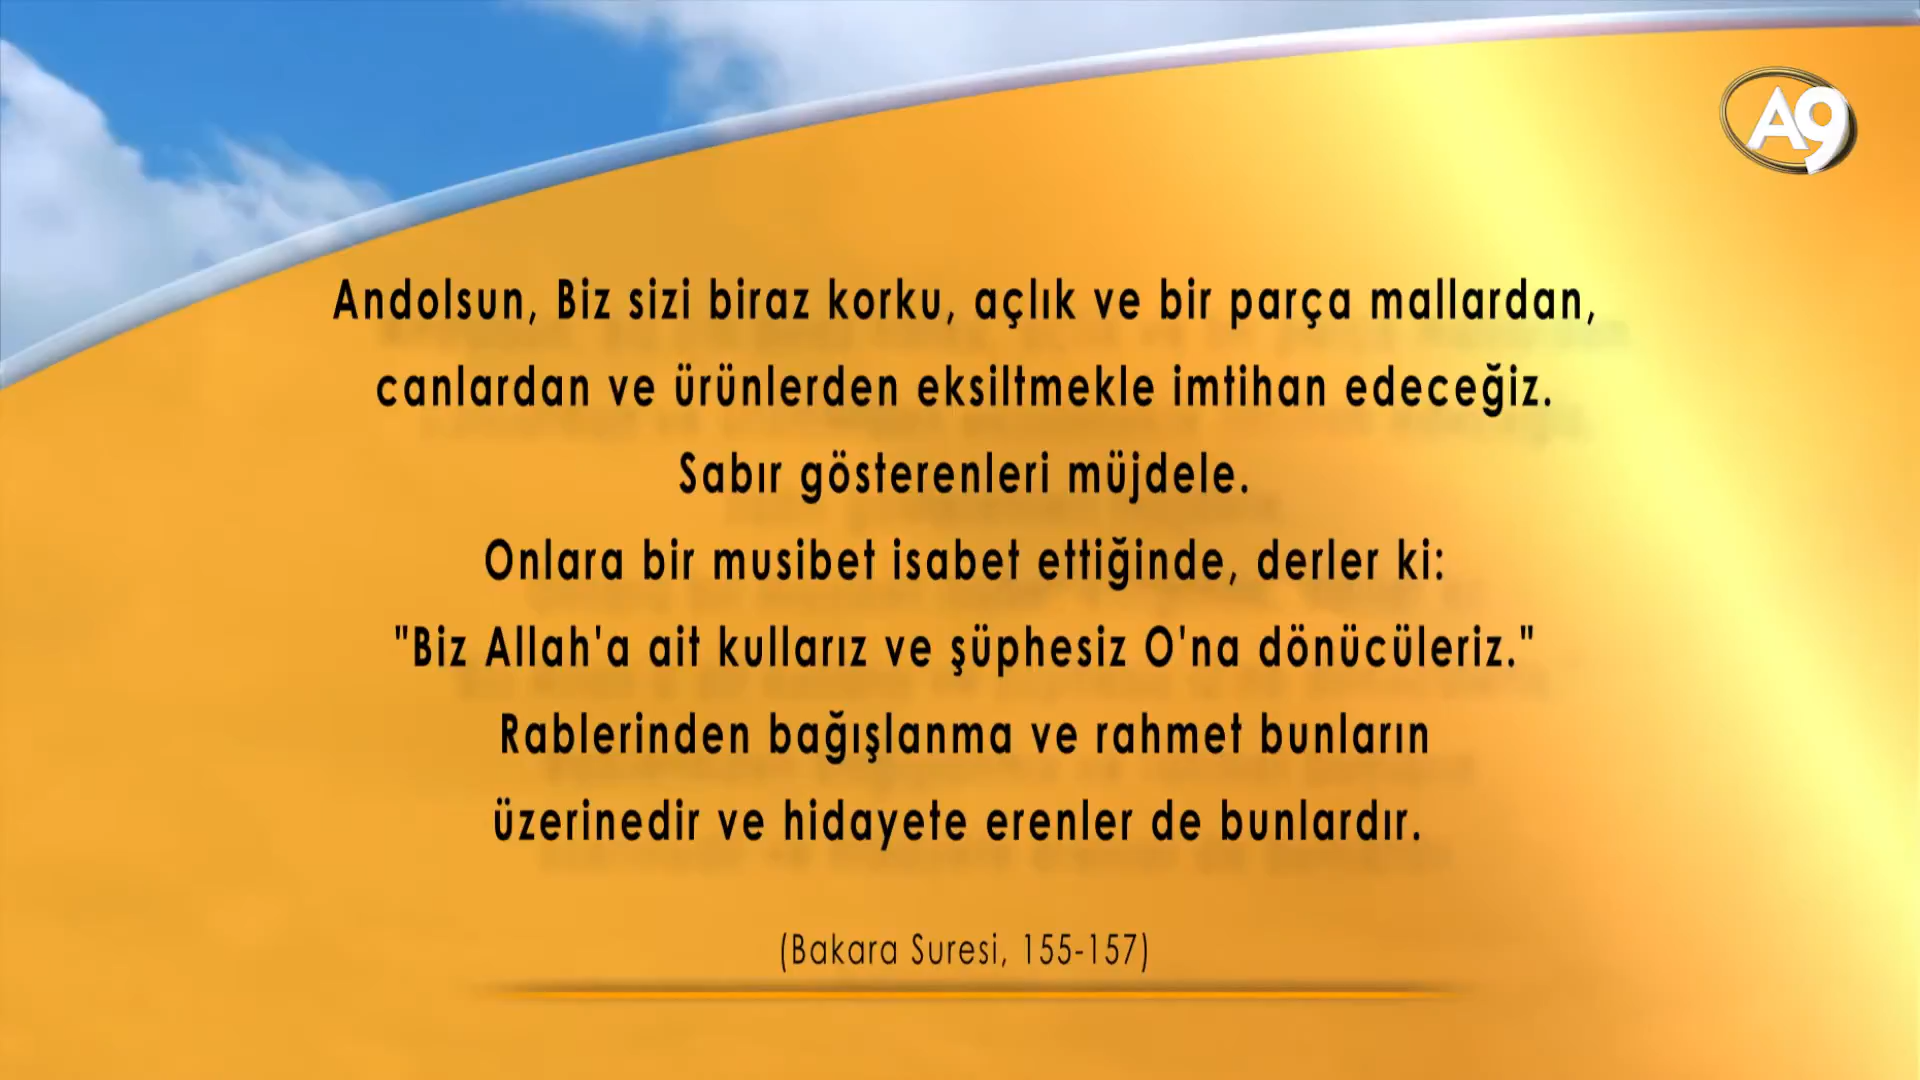 A9
Andolsun, Biz sizi biraz korku, açlık ve bir parça mallardan,
canlardan ve ürünlerden eksiltmekle imtihan edeceğiz.
Sabır gösterenleri müjdele.
Onlara bir musibet isabet ettiğinde, derler ki:
"Biz Allah'a ait kullarız ve şüphesiz O'na dönücüleriz."
Rablerinden bağışlanma ve rahmet bunların
üzerinedir ve hidayete erenler de bunlardır.
(Bakara Suresi, 155-157)